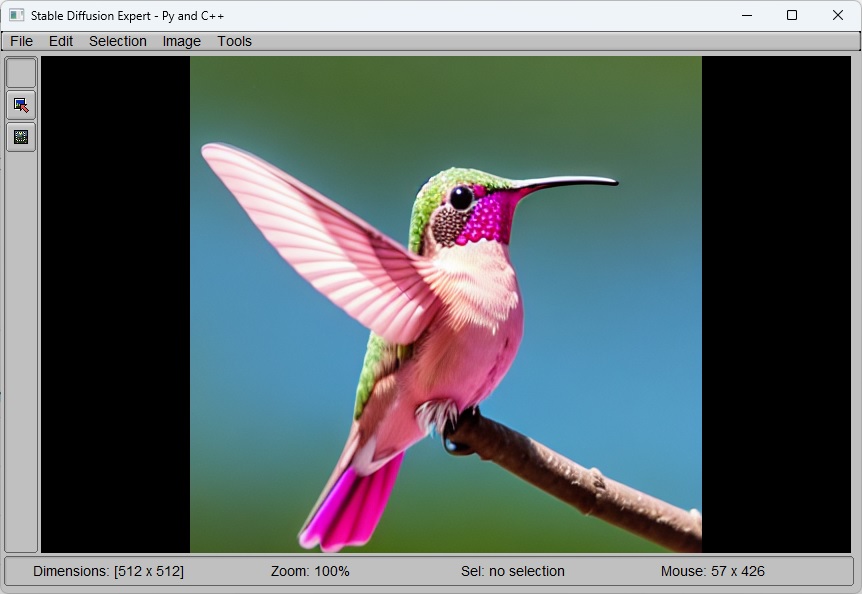 Stable Diffusion Expert - Py and C++
File Edit Selection Image Tools
Dimensions: [512 x 512] Zoom: 100% Sel: no selection Mouse: 57 x 426